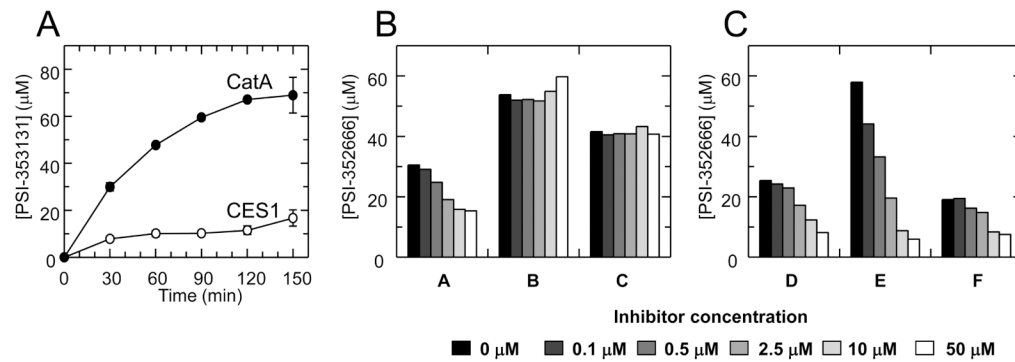 A
[PSI-353131] (μM)
80
60
40
20
0
CatA
CES1
0 30 60 90 120 150
Time (min)
B
[PSI-352666] (μM)
60
40
20
0
A B C
C
[PSI-352666] (μM)
60
40
20
0
D E F
Inhibitor concentration
0 μM 0.1 μM 0.5 μM 2.5 μM 10 μM 50 μM